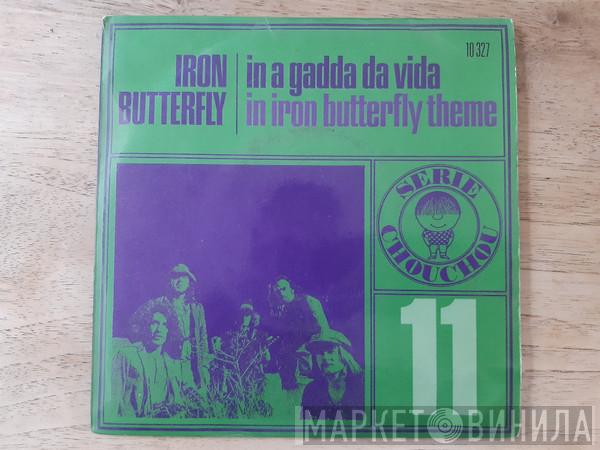 10 327
IRON
BUTTERFLY
in a gadda da vida
in iron butterfly theme
SERIE
CHOUCHOU
11
МАРКЕТ ВИНИЛА